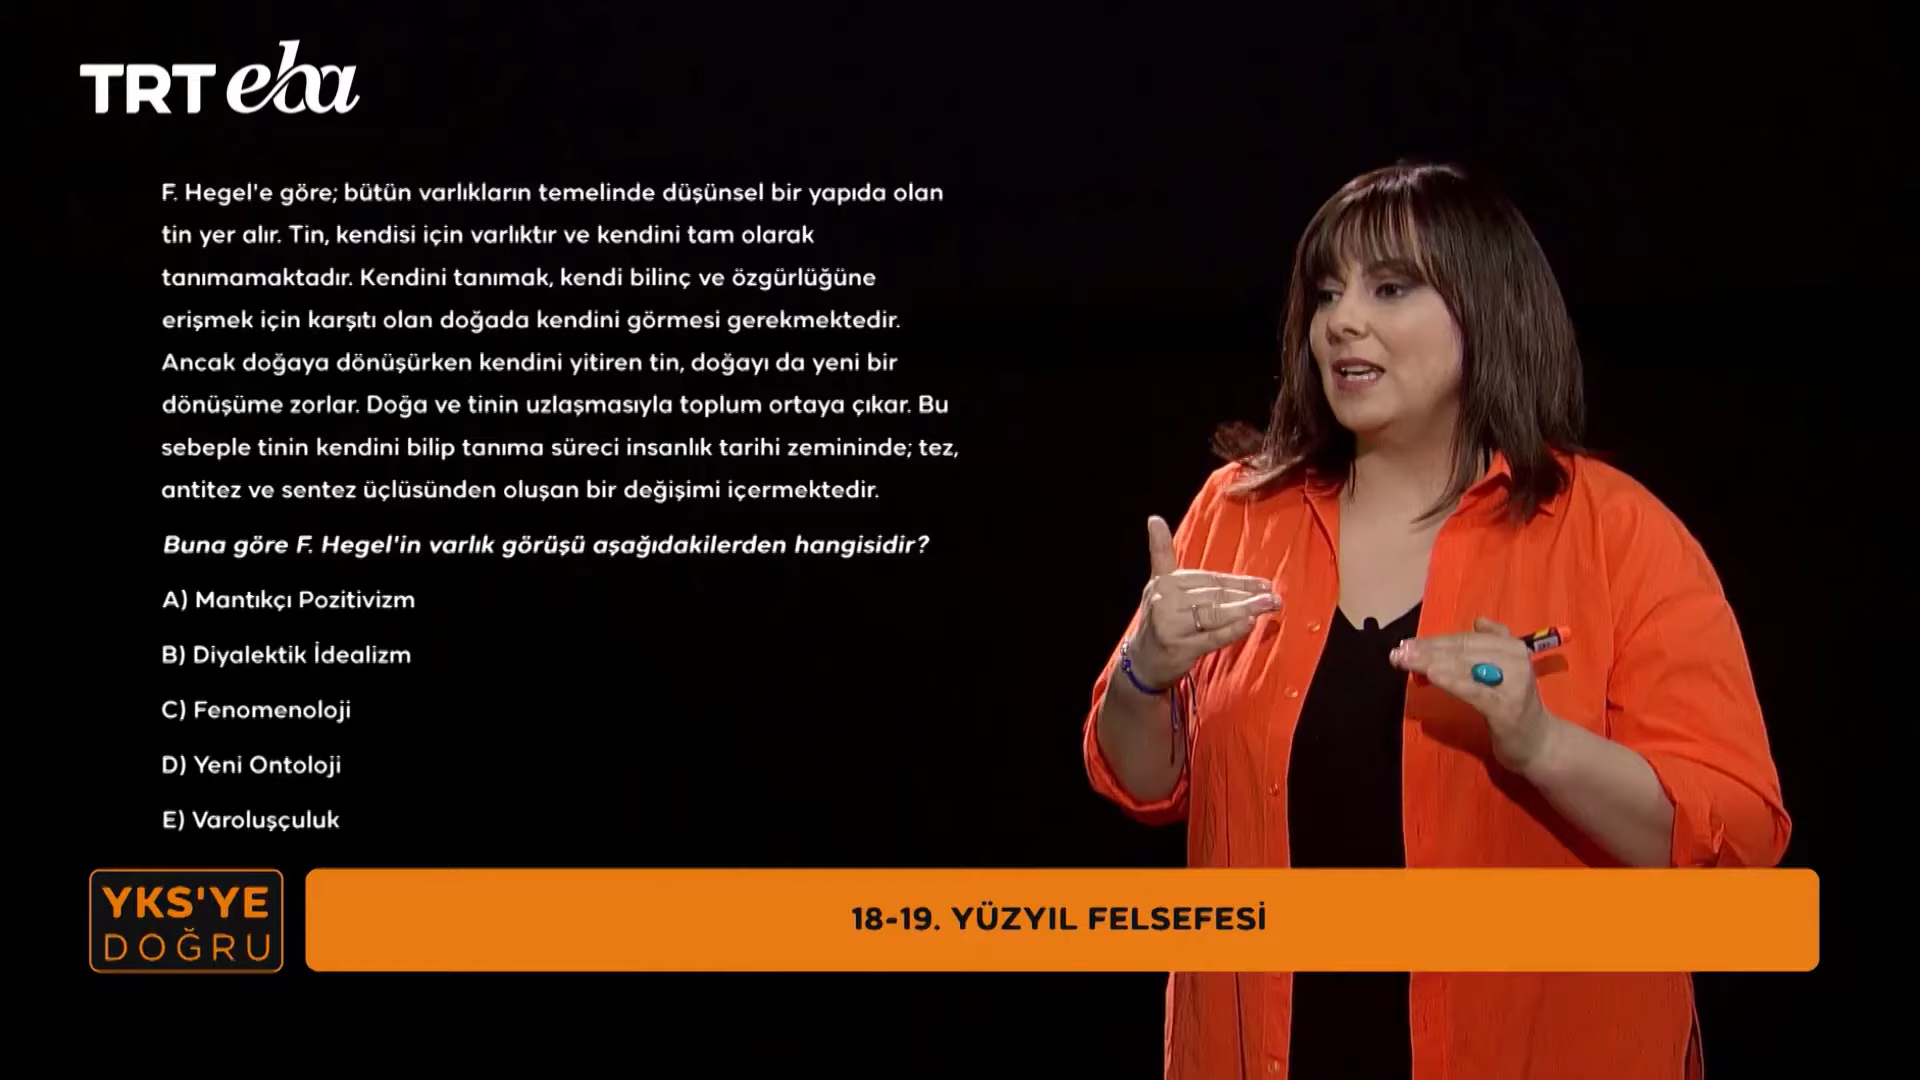 TRT eba
F. Hegel'e göre; bütün varlıkların temelinde düşünsel bir yapıda olan
tin yer alır. Tin, kendisi için varlıktır ve kendini tam olarak
tanımamaktadır. Kendini tanımak, kendi bilinç ve özgürlüğüne
erişmek için karşıtı olan doğada kendini görmesi gerekmektedir.
Ancak doğaya dönüşürken kendini yitiren tin, doğayı da yeni bir
dönüşüme zorlar. Doğa ve tinin uzlaşmasıyla toplum ortaya çıkar. Bu
sebeple tinin kendini bilip tanıma süreci insanlık tarihi zemininde; tez,
antitez ve sentez üçlüsünden oluşan bir değişimi içermektedir.
Buna göre F. Hegel'in varlık görüşü aşağıdakilerden hangisidir?
A) Mantıkçı Pozitivizm
B) Diyalektik İdealizm
C) Fenomenoloji
D) Yeni Ontoloji
E) Varoluşçuluk
YKS'YE
DOĞRU
18-19. YÜZYIL FELSEFESİ